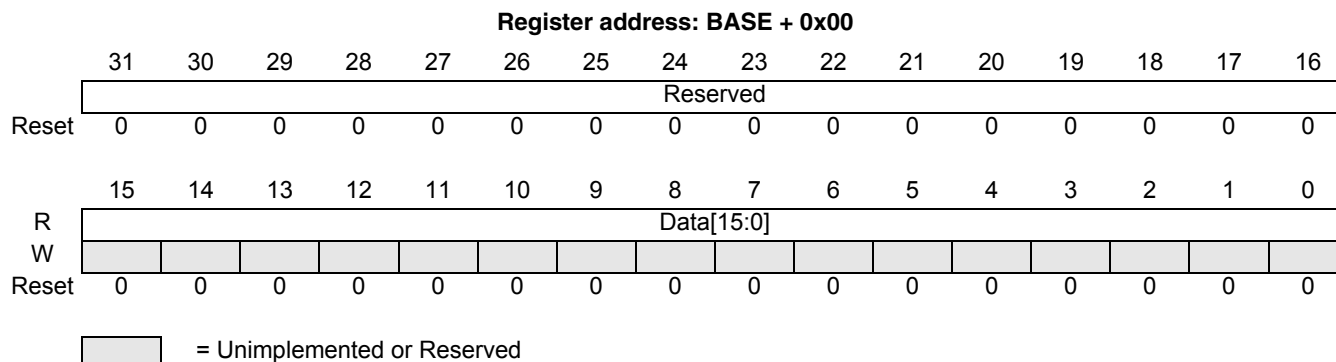 Register address: BASE + 0x00
31 30 29 28 27 26 25 24 23 22 21 20 19 18 17 16
Reserved
Reset 0 0 0 0 0 0 0 0 0 0 0 0 0 0 0 0
15 14 13 12 11 10 9 8 7 6 5 4 3 2 1 0
R Data[15:0]
W
Reset 0 0 0 0 0 0 0 0 0 0 0 0 0 0 0 0
= Unimplemented or Reserved